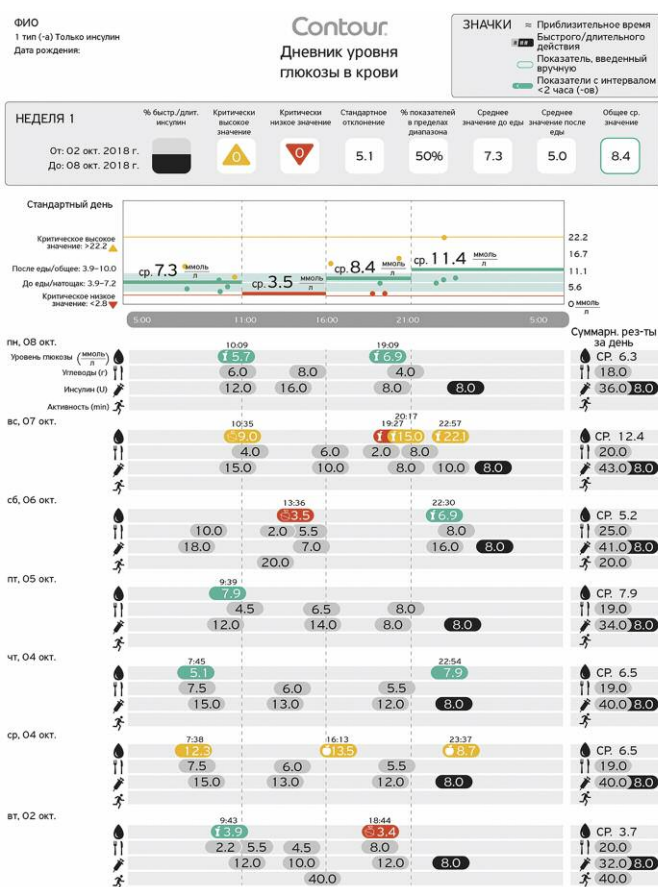 ФИО
1 тип (-а) Только инсулин
Дата рождения:
Contour
Дневник уровня
глюкозы в крови
ЗНАЧКИ
≈ Приблизительное время
Быстрого/длительного
действия
Показатель, введенный
вручную
Показатели с интервалом
<2 часа (-ов)
НЕДЕЛЯ 1
От: 02 окт. 2018 г.
До: 08 окт. 2018 г.
% быстр./длит.
инсулин
Критически
высокое
значение
0
Критически
низкое значение
0
Стандартное
отклонение
5.1
% показателей
в пределах
диапазона
50%
Среднее
значение до еды
7.3
Среднее
значение после
еды
5.0
Общее ср.
значение
8.4
Стандартный день
Критическое высокое
значение: >22.2
После еды/общее: 3.9–10.0
До еды/натощак: 3.9–7.2
Критическое низкое
значение: <2.8
ср. 7.3 ммоль/л
ср. 3.5 ммоль/л
ср. 8.4 ммоль/л
ср. 11.4 ммоль/л
22.2
16.7
11.1
5.6
0 ммоль/л
5:00 11:00 16:00 21:00 5:00
Суммарн. рез-ты
за день
пн, 08 окт.
10:09 19:09
Уровень глюкозы (ммоль/л) 5.7 6.9 СР. 6.3
Углеводы (г) 6.0 8.0 4.0 18.0
Инсулин (U) 12.0 16.0 8.0 8.0 36.0 8.0
Активность (min)
вс, 07 окт.
10:35 19:27 20:17 22:57
9.0 15.0 22.1 СР. 12.4
4.0 6.0 2.0 8.0 20.0
15.0 10.0 8.0 10.0 8.0 43.0 8.0
сб, 06 окт.
13:36 22:30
3.5 6.9 СР. 5.2
10.0 2.0 5.5 8.0 25.0
18.0 7.0 16.0 8.0 41.0 8.0
20.0 20.0
пт, 05 окт.
9:39
7.9 СР. 7.9
4.5 6.5 8.0 19.0
12.0 14.0 8.0 8.0 34.0 8.0
чт, 04 окт.
7:45 22:54
5.1 7.9 СР. 6.5
7.5 6.0 5.5 19.0
15.0 13.0 12.0 8.0 40.0 8.0
ср, 04 окт.
7:38 16:13 23:37
12.3 13.5 8.7 СР. 6.5
7.5 6.0 5.5 19.0
15.0 13.0 12.0 8.0 40.0 8.0
вт, 02 окт.
9:43 18:44
3.9 3.4 СР. 3.7
2.2 5.5 4.5 8.0 20.0
12.0 10.0 12.0 8.0 32.0 8.0
40.0 40.0